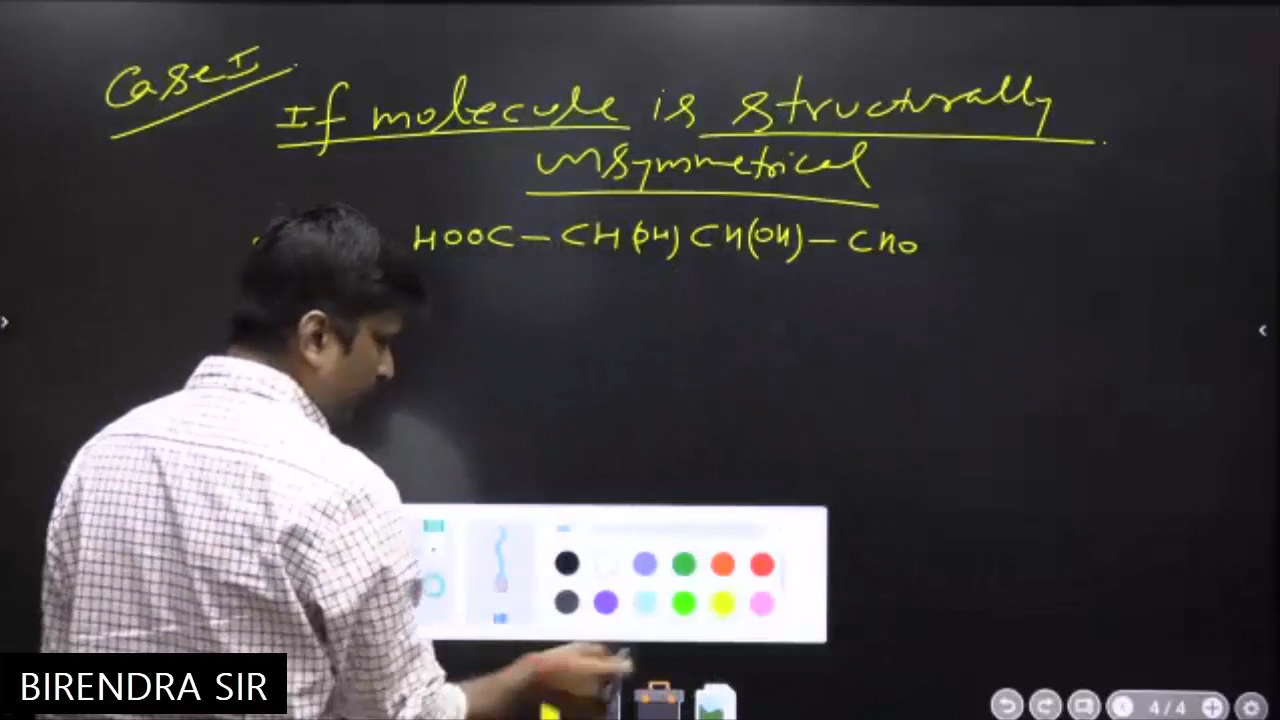 Case I
If molecule is structurally
unsymmetrical
HOOC – CH(OH) CH(OH) – CHO
BIRENDRA SIR
4/4